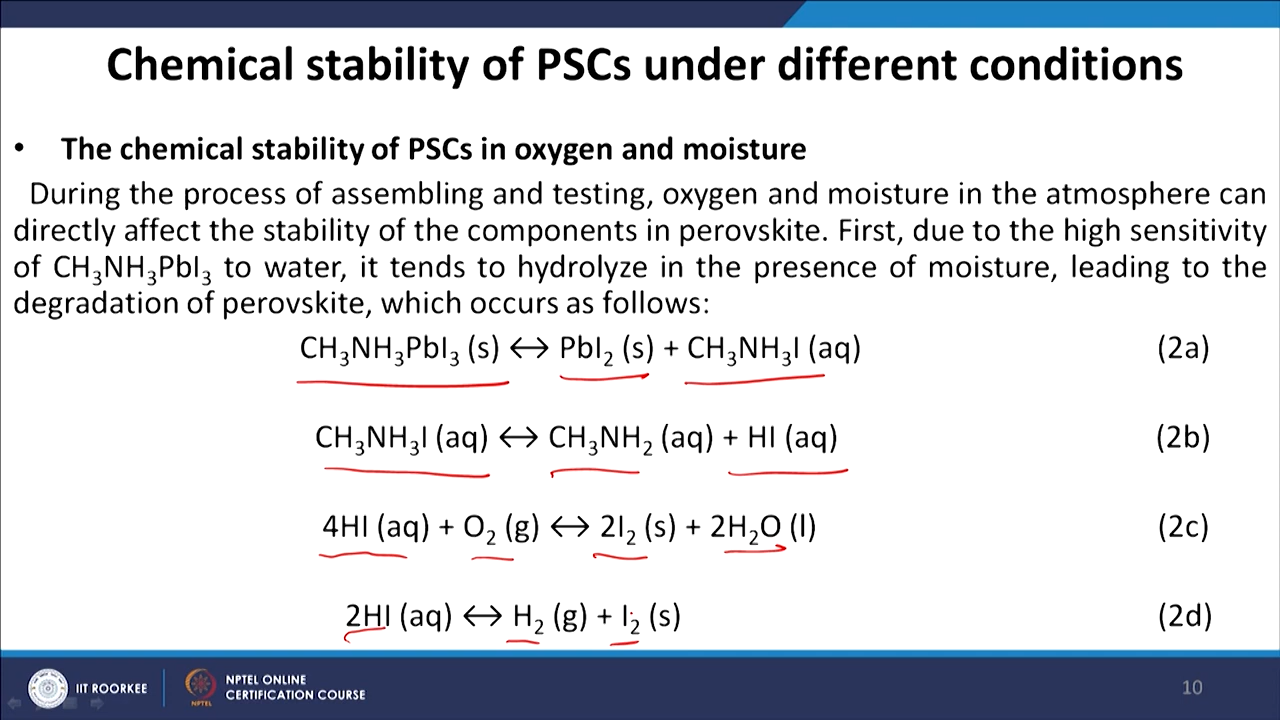 Chemical stability of PSCs under different conditions
• The chemical stability of PSCs in oxygen and moisture
During the process of assembling and testing, oxygen and moisture in the atmosphere can
directly affect the stability of the components in perovskite. First, due to the high sensitivity
of CH₃NH₃PbI₃ to water, it tends to hydrolyze in the presence of moisture, leading to the
degradation of perovskite, which occurs as follows:
CH₃NH₃PbI₃ (s) ↔ PbI₂ (s) + CH₃NH₃I (aq) (2a)
CH₃NH₃I (aq) ↔ CH₃NH₂ (aq) + HI (aq) (2b)
4HI (aq) + O₂ (g) ↔ 2I₂ (s) + 2H₂O (l) (2c)
2HI (aq) ↔ H₂ (g) + I₂ (s) (2d)
IIT ROORKEE
NPTEL
NPTEL ONLINE
CERTIFICATION COURSE
10